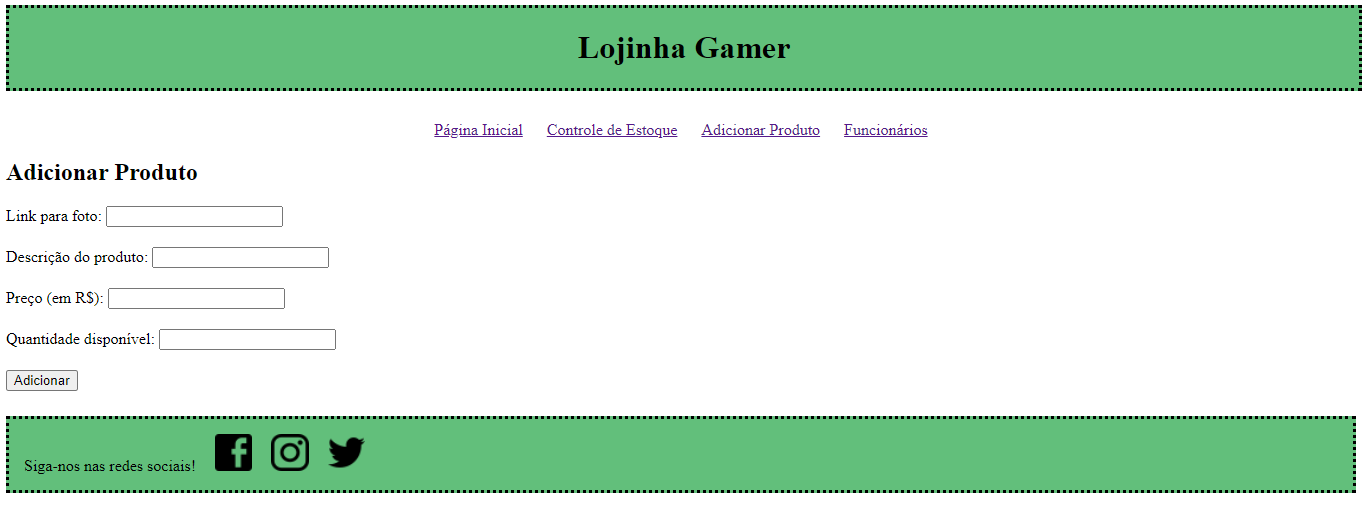 Lojinha Gamer
Página Inicial Controle de Estoque Adicionar Produto Funcionários
Adicionar Produto
Link para foto:
Descrição do produto:
Preço (em R$):
Quantidade disponível:
Adicionar
Siga-nos nas redes sociais!